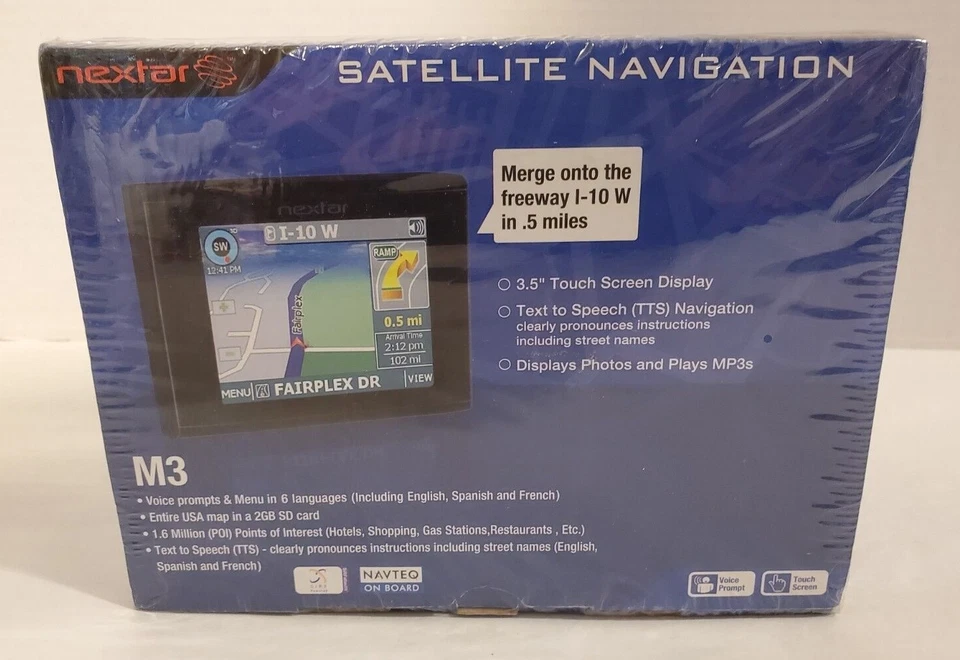 nextar
SATELLITE NAVIGATION
Merge onto the
freeway I-10 W
in .5 miles
nextar
I-10 W
SW
3D
12:41 PM
RAMP
Fairplex
0.5 mi
Arrival Time
2:12 pm
102 mi
MENU
FAIRPLEX DR
VIEW
3.5" Touch Screen Display
Text to Speech (TTS) Navigation
clearly pronounces instructions
including street names
Displays Photos and Plays MP3s
M3
• Voice prompts & Menu in 6 languages (Including English, Spanish and French)
• Entire USA map in a 2GB SD card
• 1.6 Million (POI) Points of Interest (Hotels, Shopping, Gas Stations,Restaurants , Etc.)
• Text to Speech (TTS) - clearly pronounces instructions including street names (English,
Spanish and French)
NAVTEQ
ON BOARD
Voice
Prompt
Touch
Screen